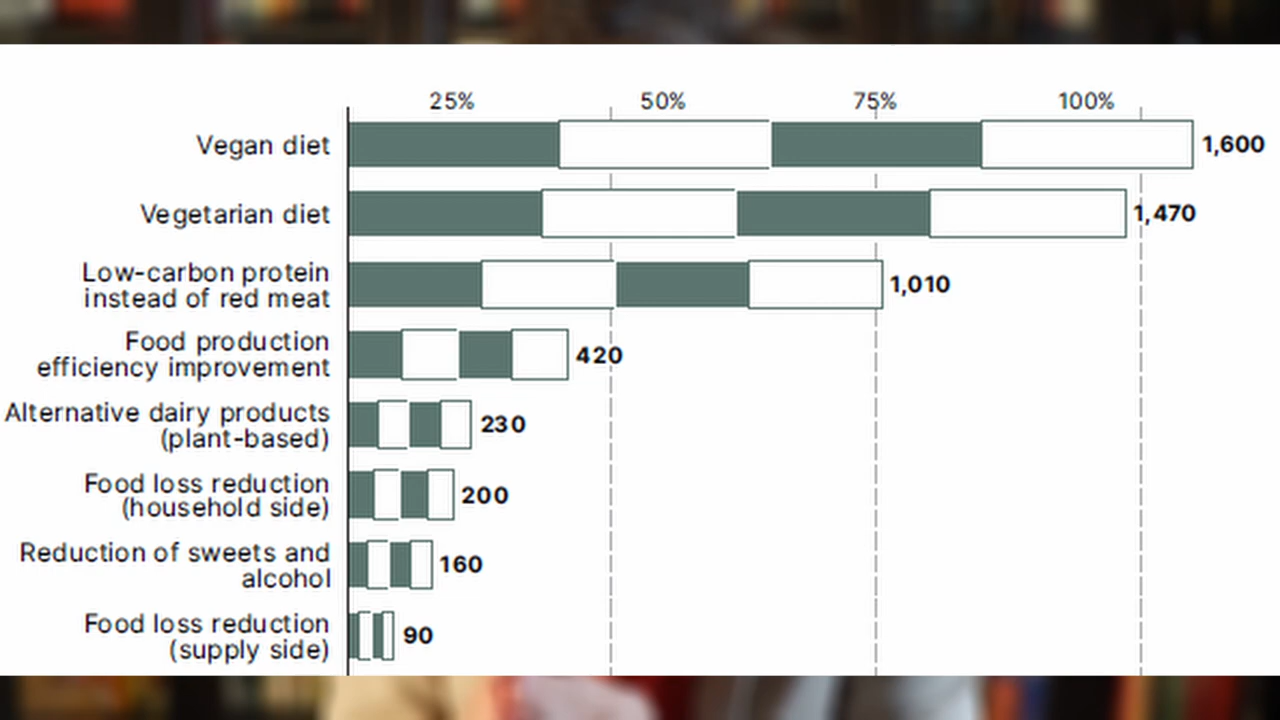 25% 50% 75% 100%
Vegan diet 1,600
Vegetarian diet 1,470
Low-carbon protein
instead of red meat 1,010
Food production
efficiency improvement 420
Alternative dairy products
(plant-based) 230
Food loss reduction
(household side) 200
Reduction of sweets and
alcohol 160
Food loss reduction
(supply side) 90